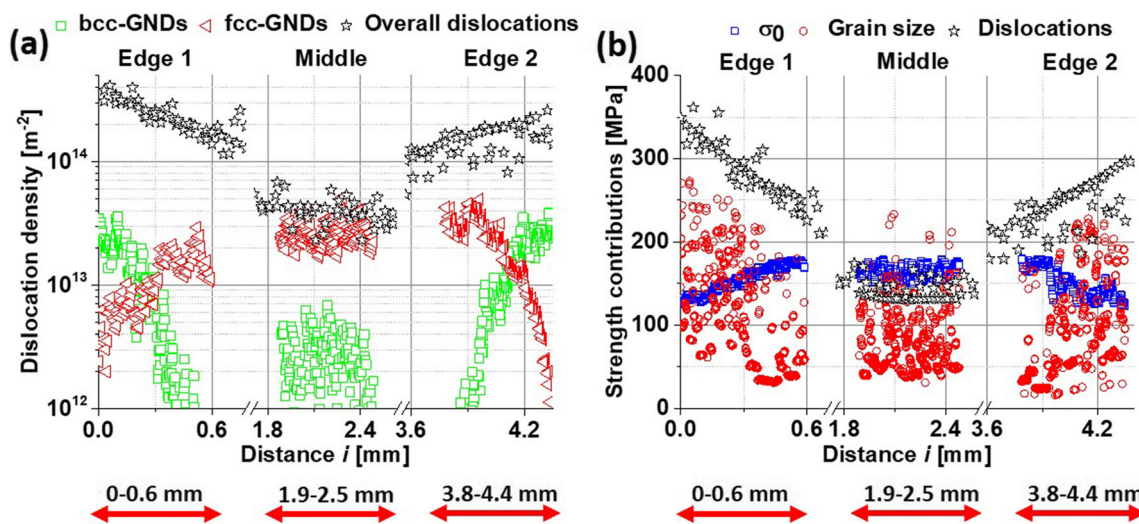 (a)
bcc-GNDs fcc-GNDs Overall dislocations
Edge 1 Middle Edge 2
Dislocation density [m⁻²]
10¹⁴
10¹³
10¹²
0.0 0.6 1.8 2.4 3.6 4.2
Distance i [mm]
0-0.6 mm 1.9-2.5 mm 3.8-4.4 mm
(b)
σ0 Grain size Dislocations
Edge 1 Middle Edge 2
Strength contributions [MPa]
400
300
200
100
0
0.0 0.6 1.8 2.4 3.6 4.2
Distance i [mm]
0-0.6 mm 1.9-2.5 mm 3.8-4.4 mm